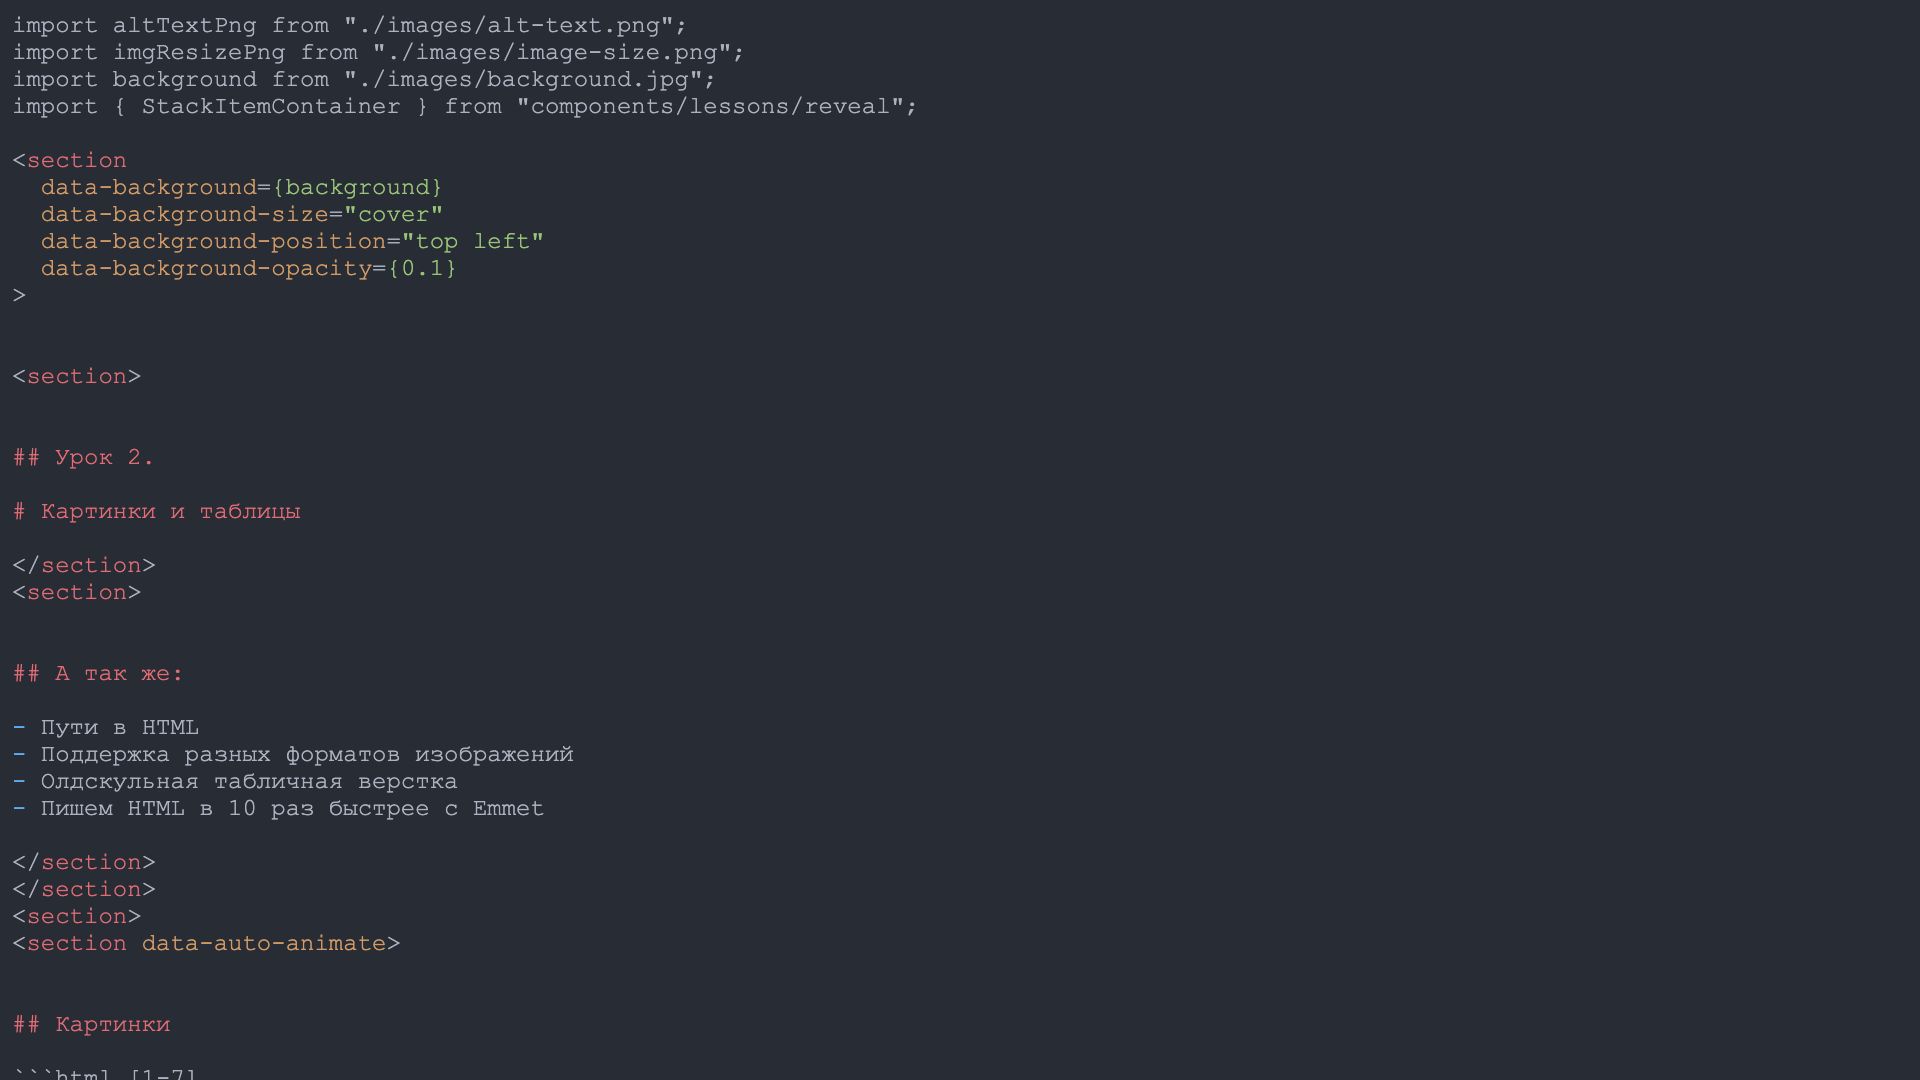 import altTextPng from "./images/alt-text.png";
import imgResizePng from "./images/image-size.png";
import background from "./images/background.jpg";
import { StackItemContainer } from "components/lessons/reveal";
<section
data-background={background}
data-background-size="cover"
data-background-position="top left"
data-background-opacity={0.1}
>
<section>
## Урок 2.
# Картинки и таблицы
</section>
<section>
## А так же:
- Пути в HTML
- Поддержка разных форматов изображений
- Олдскульная табличная верстка
- Пишем HTML в 10 раз быстрее с Emmet
</section>
</section>
<section>
<section data-auto-animate>
## Картинки
```html [1-7]